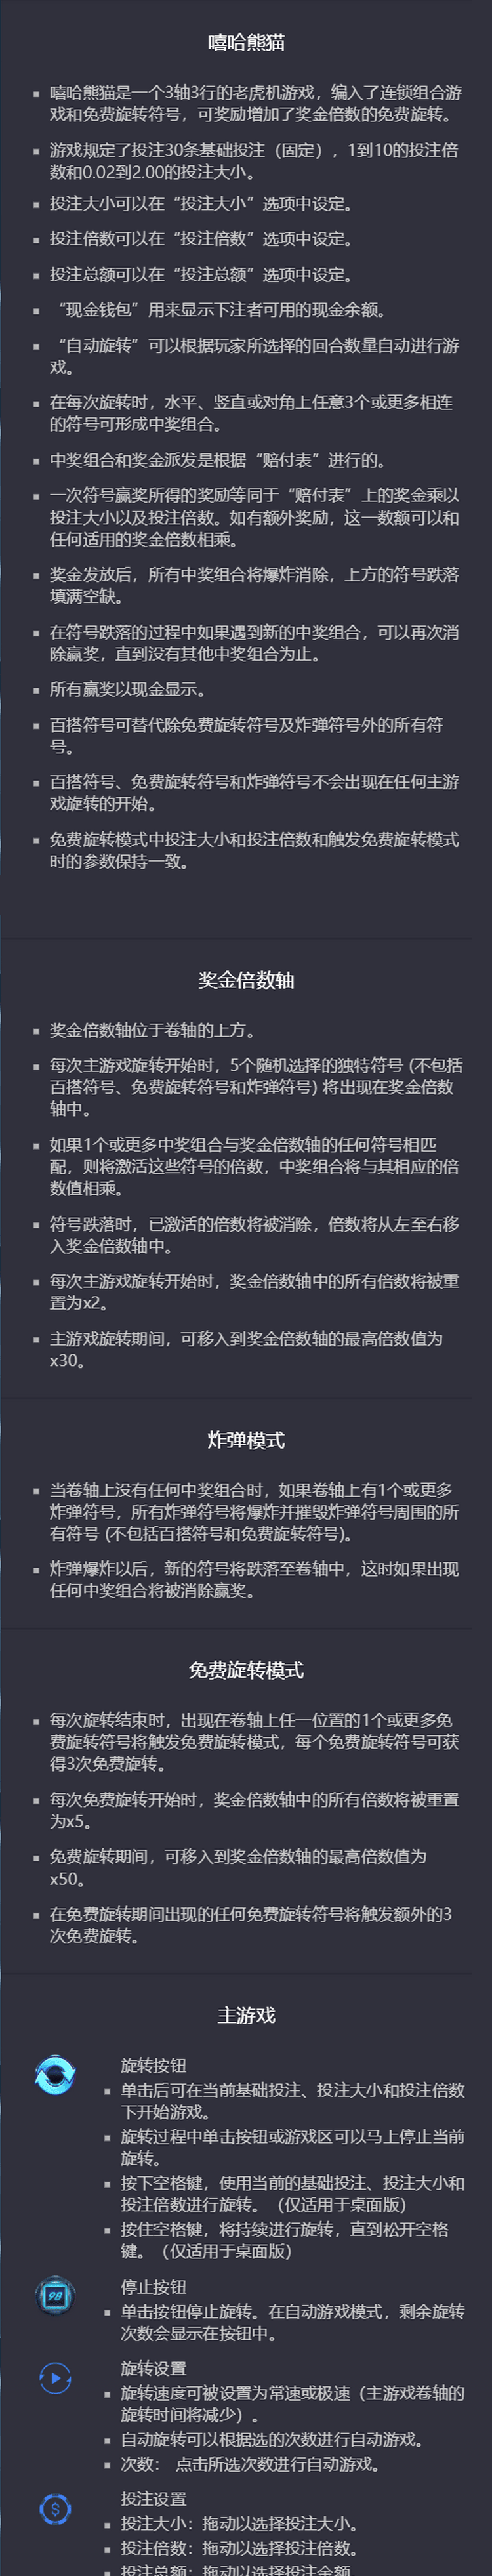 嘻哈熊猫
嘻哈熊猫是一个3轴3行的老虎机游戏，编入了连锁组合游
戏和免费旋转符号，可奖励增加了奖金倍数的免费旋转。
游戏规定了投注30条基础投注（固定），1到10的投注倍
数和0.02到2.00的投注大小。
投注大小可以在“投注大小”选项中设定。
投注倍数可以在“投注倍数”选项中设定。
投注总额可以在“投注总额”选项中设定。
“现金钱包”用来显示下注者可用的现金余额。
“自动旋转”可以根据玩家所选择的回合数量自动进行游
戏。
在每次旋转时，水平、竖直或对角上任意3个或更多相连
的符号可形成中奖组合。
中奖组合和奖金派发是根据“赔付表”进行的。
一次符号赢奖所得的奖励等同于“赔付表”上的奖金乘以
投注大小以及投注倍数。如有额外奖励，这一数额可以和
任何适用的奖金倍数相乘。
奖金发放后，所有中奖组合将爆炸消除，上方的符号跌落
填满空缺。
在符号跌落的过程中如果遇到新的中奖组合，可以再次消
除赢奖，直到没有其他中奖组合为止。
所有赢奖以现金显示。
百搭符号可替代除免费旋转符号及炸弹符号外的所有符
号。
百搭符号、免费旋转符号和炸弹符号不会出现在任何主游
戏旋转的开始。
免费旋转模式中投注大小和投注倍数和触发免费旋转模式
时的参数保持一致。
奖金倍数轴
奖金倍数轴位于卷轴的上方。
每次主游戏旋转开始时，5个随机选择的独特符号 (不包括
百搭符号、免费旋转符号和炸弹符号) 将出现在奖金倍数
轴中。
如果1个或更多中奖组合与奖金倍数轴的任何符号相匹
配，则将激活这些符号的倍数，中奖组合将与其相应的倍
数值相乘。
符号跌落时，已激活的倍数将被消除，倍数将从左至右移
入奖金倍数轴中。
每次主游戏旋转开始时，奖金倍数轴中的所有倍数将被重
置为x2。
主游戏旋转期间，可移入到奖金倍数轴的最高倍数值为
x30。
炸弹模式
当卷轴上没有任何中奖组合时，如果卷轴上有1个或更多
炸弹符号，所有炸弹符号将爆炸并摧毁炸弹符号周围的所
有符号 (不包括百搭符号和免费旋转符号)。
炸弹爆炸以后，新的符号将跌落至卷轴中，这时如果出现
任何中奖组合将被消除赢奖。
免费旋转模式
每次旋转结束时，出现在卷轴上任一位置的1个或更多免
费旋转符号将触发免费旋转模式，每个免费旋转符号可获
得3次免费旋转。
每次免费旋转开始时，奖金倍数轴中的所有倍数将被重置
为x5。
免费旋转期间，可移入到奖金倍数轴的最高倍数值为
x50。
在免费旋转期间出现的任何免费旋转符号将触发额外的3
次免费旋转。
主游戏
旋转按钮
单击后可在当前基础投注、投注大小和投注倍数
下开始游戏。
旋转过程中单击按钮或游戏区可以马上停止当前
旋转。
按下空格键，使用当前的基础投注、投注大小和
投注倍数进行旋转。（仅适用于桌面版）
按住空格键，将持续进行旋转，直到松开空格
键。（仅适用于桌面版）
98
停止按钮
单击按钮停止旋转。在自动游戏模式，剩余旋转
次数会显示在按钮中。
旋转设置
旋转速度可被设置为常速或极速（主游戏卷轴的
旋转时间将减少）。
自动旋转可以根据选的次数进行自动游戏。
次数： 点击所选次数进行自动游戏。
$
投注设置
投注大小：拖动以选择投注大小。
投注倍数：拖动以选择投注倍数。
投注总额：拖动以选择投注金额